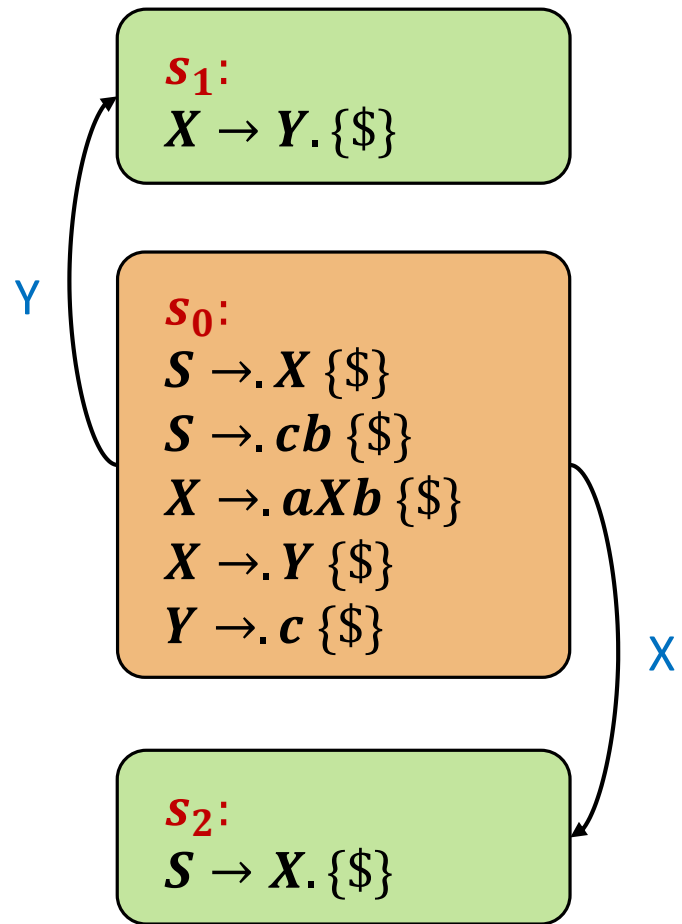 s₁:
X → Y. {$}
Y
s₀:
S →. X {$}
S →. cb {$}
X →. aXb {$}
X →. Y {$}
Y →. c {$}
X
s₂:
S → X. {$}